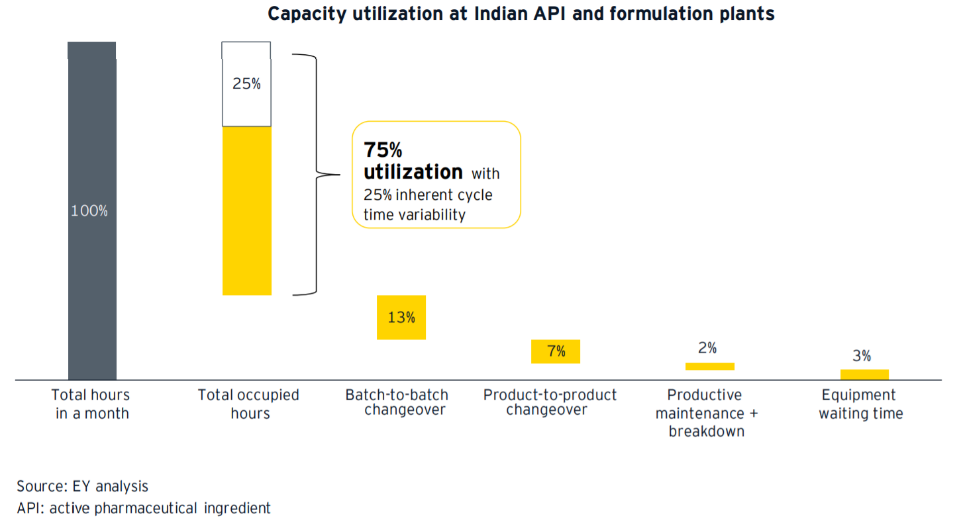 Capacity utilization at Indian API and formulation plants
100%
25%
75%
utilization with
25% inherent cycle
time variability
13%
7%
2%
3%
Total hours
in a month
Total occupied
hours
Batch-to-batch
changeover
Product-to-product
changeover
Productive
maintenance +
breakdown
Equipment
waiting time
Source: EY analysis
API: active pharmaceutical ingredient